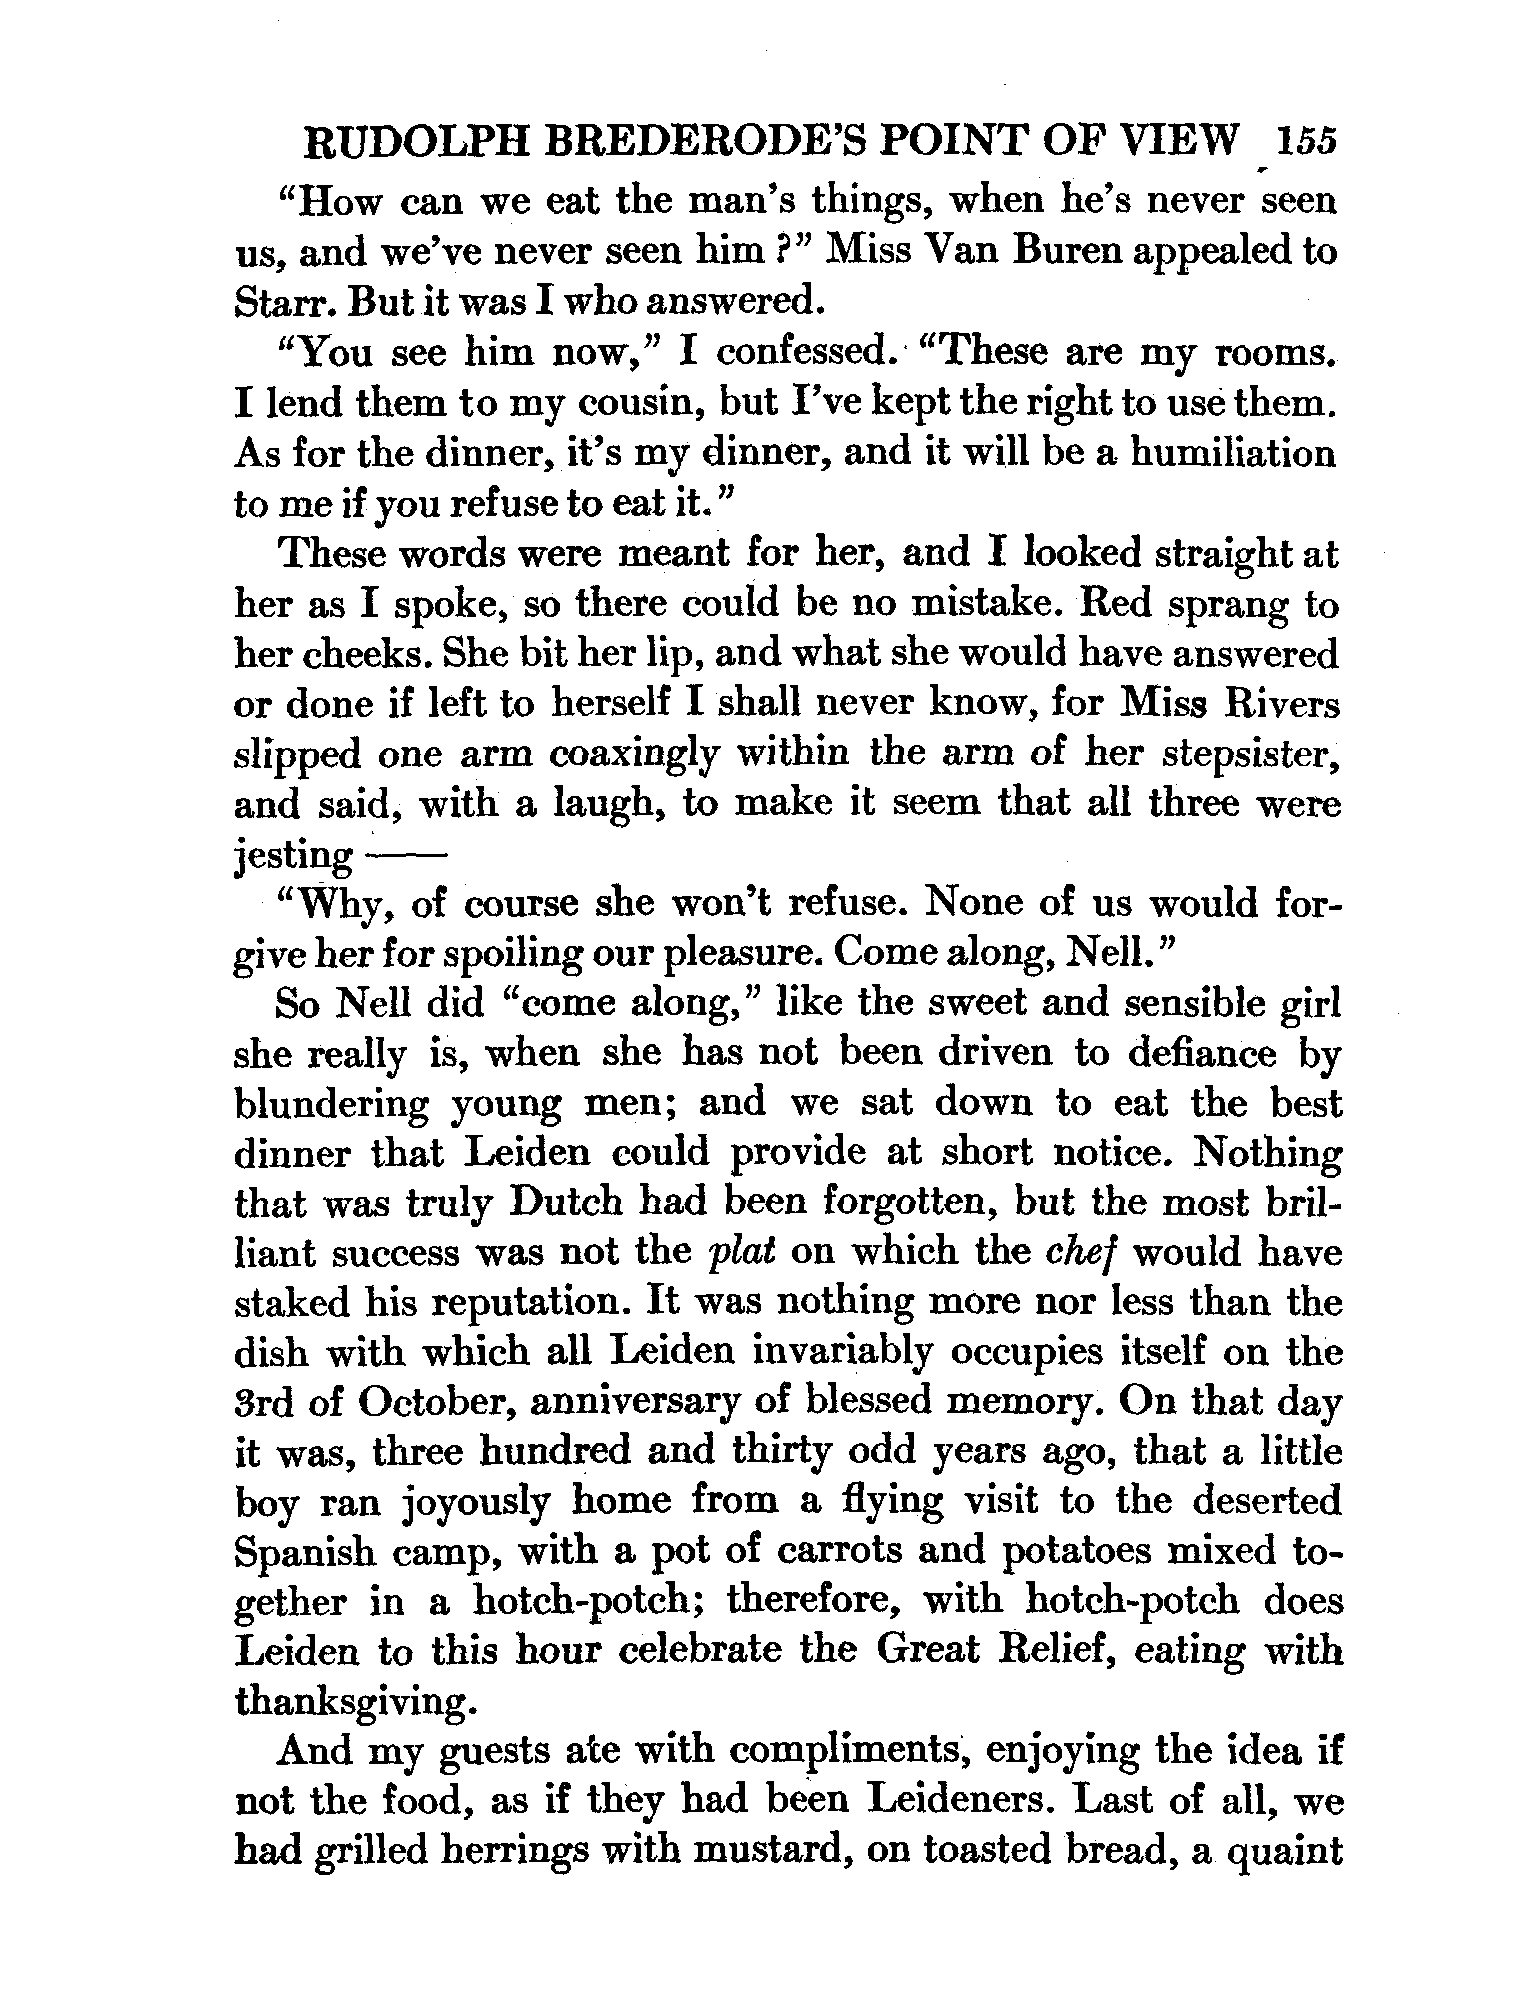 RUDOLPH BREDERODE'S POINT OF VIEW 155
"How can we eat the man's things, when he's never seen
us, and we've never seen him?" Miss Van Buren appealed to
Starr. But it was I who answered.
"You see him now," I confessed. "These are my rooms.
I lend them to my cousin, but I've kept the right to use them.
As for the dinner, it's my dinner, and it will be a humiliation
to me if you refuse to eat it."
These words were meant for her, and I looked straight at
her as I spoke, so there could be no mistake. Red sprang to
her cheeks. She bit her lip, and what she would have answered
or done if left to herself I shall never know, for Miss Rivers
slipped one arm coaxingly within the arm of her stepsister,
and said, with a laugh, to make it seem that all three were
jesting ——
"Why, of course she won't refuse. None of us would for-
give her for spoiling our pleasure. Come along, Nell."
So Nell did "come along," like the sweet and sensible girl
she really is, when she has not been driven to defiance by
blundering young men; and we sat down to eat the best
dinner that Leiden could provide at short notice. Nothing
that was truly Dutch had been forgotten, but the most bril-
liant success was not the plat on which the chef would have
staked his reputation. It was nothing more nor less than the
dish with which all Leiden invariably occupies itself on the
3rd of October, anniversary of blessed memory. On that day
it was, three hundred and thirty odd years ago, that a little
boy ran joyously home from a flying visit to the deserted
Spanish camp, with a pot of carrots and potatoes mixed to-
gether in a hotch-potch; therefore, with hotch-potch does
Leiden to this hour celebrate the Great Relief, eating with
thanksgiving.
And my guests ate with compliments, enjoying the idea if
not the food, as if they had been Leideners. Last of all, we
had grilled herrings with mustard, on toasted bread, a quaint